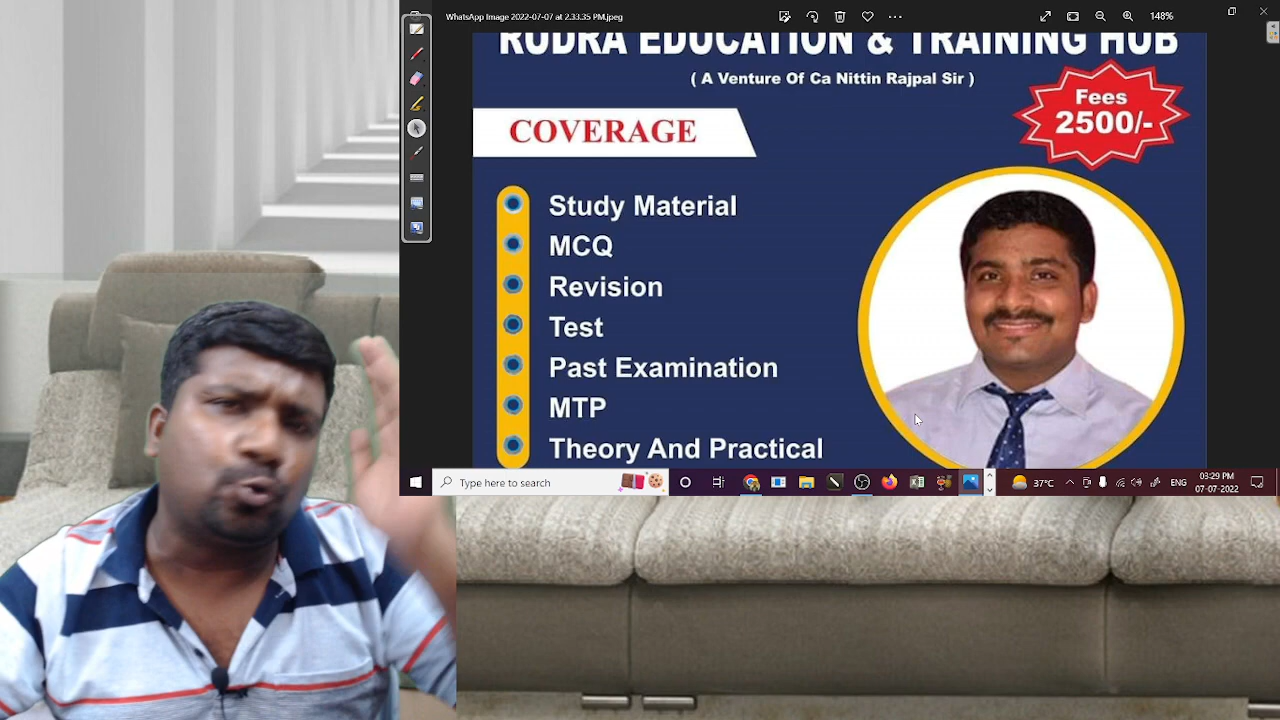 WhatsApp Image 2022-07-07 at 2.33.35 PM.jpeg
148%
RUDRA EDUCATION & TRAINING HUB
( A Venture Of Ca Nittin Rajpal Sir )
Fees
2500/-
COVERAGE
Study Material
MCQ
Revision
Test
Past Examination
MTP
Theory And Practical
Type here to search
37°C
ENG
03:29 PM
07-07-2022